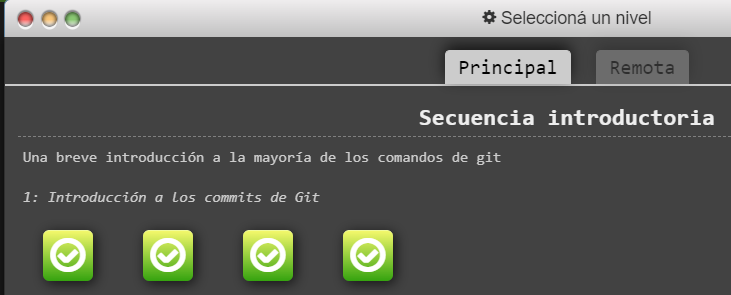 Seleccioná un nivel
Principal
Remota
Secuencia introductoria
Una breve introducción a la mayoría de los comandos de git
1: Introducción a los commits de Git